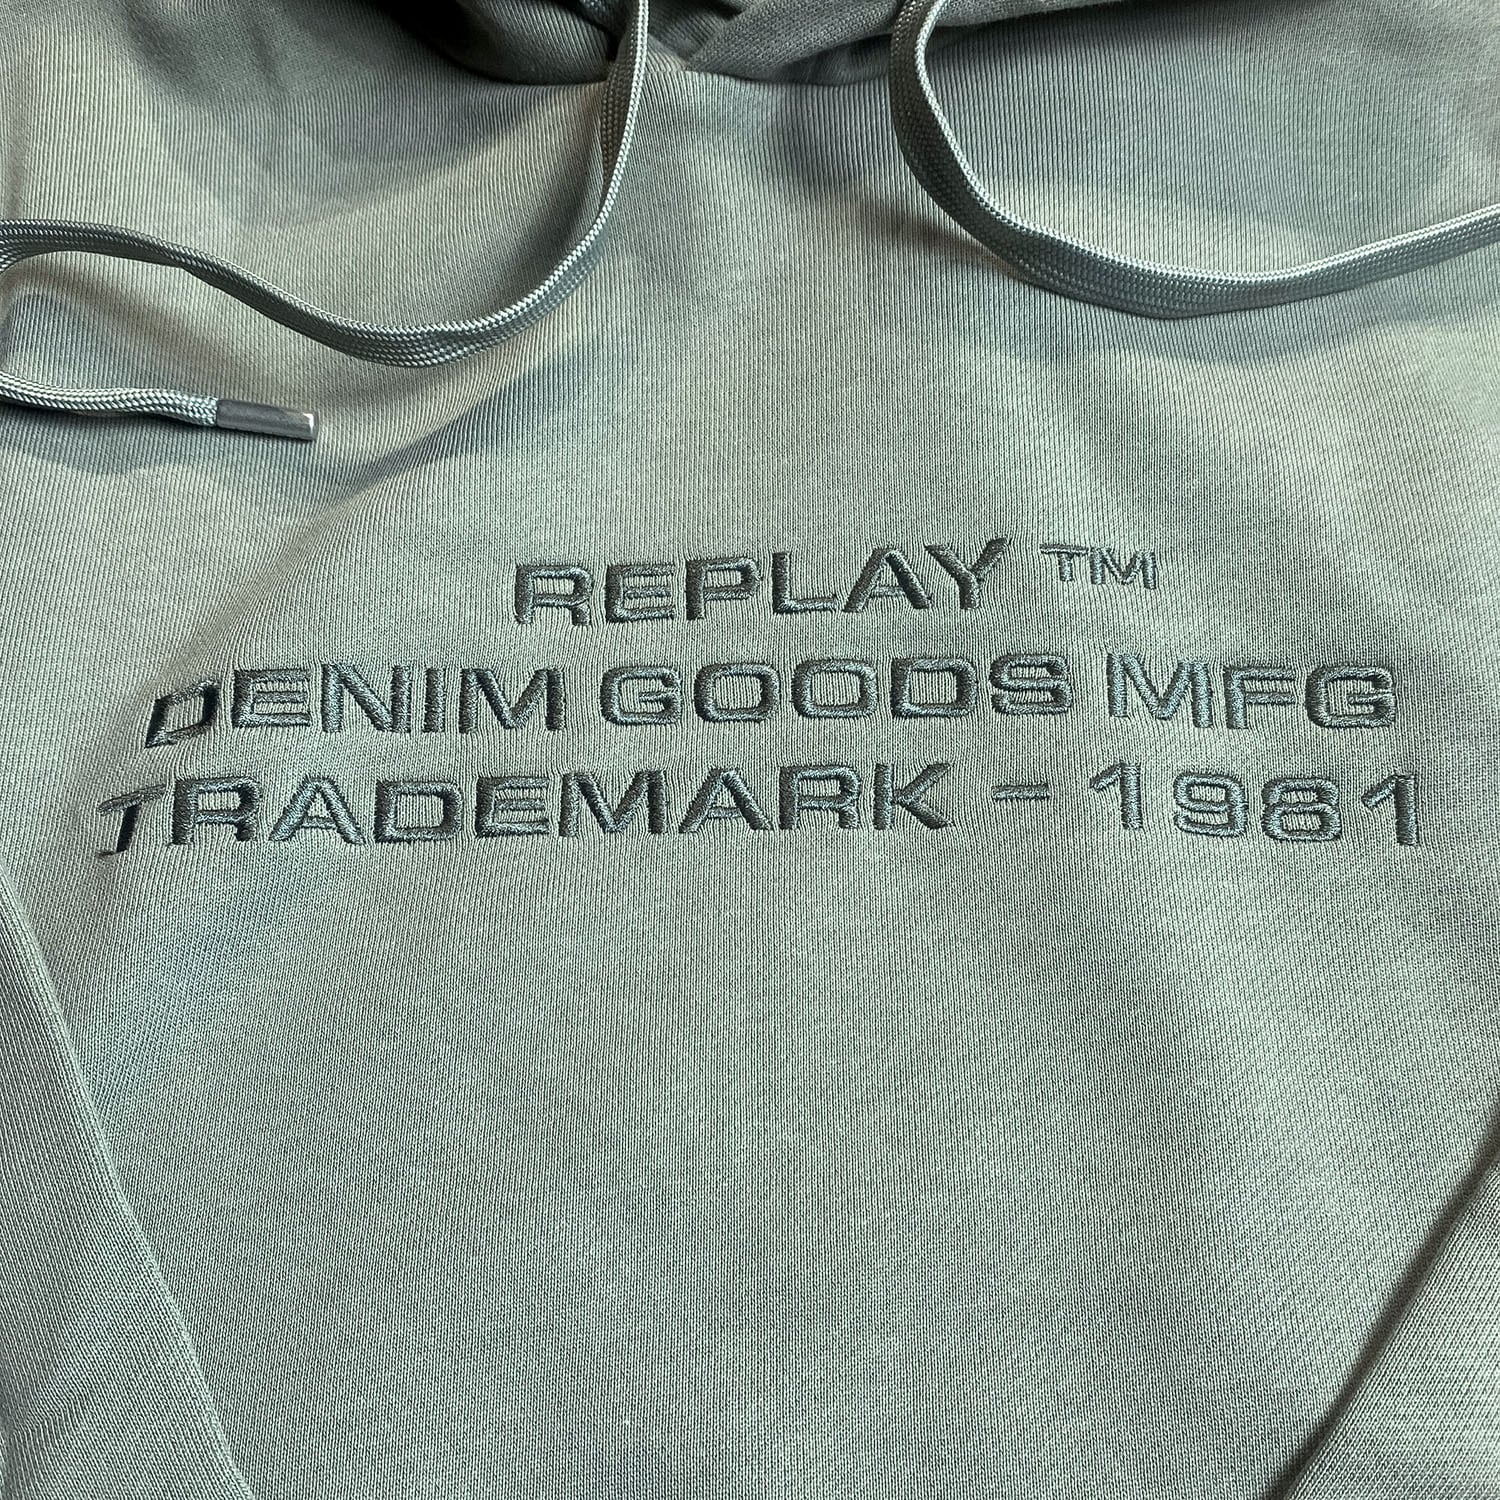 REPLAY ™
DENIM GOODS MFG
TRADEMARK - 1981